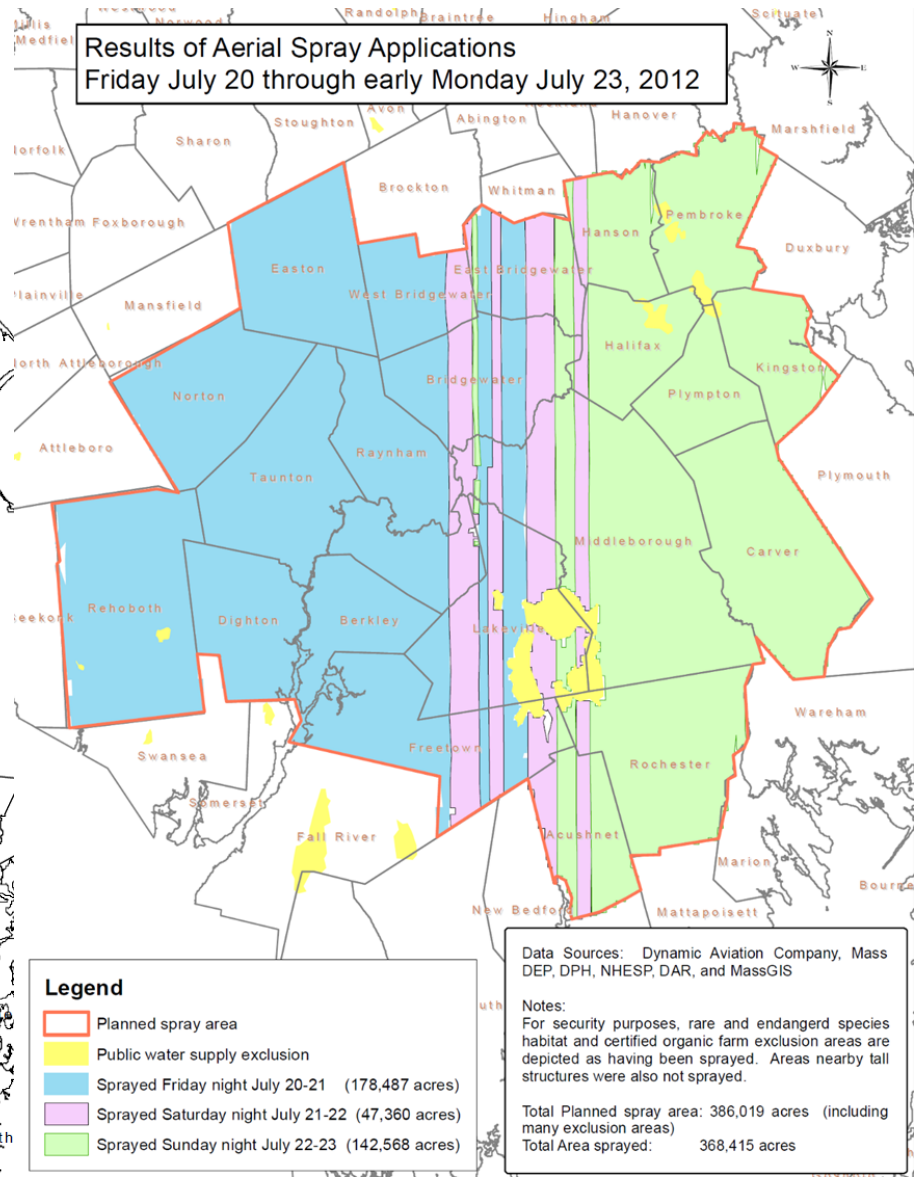 Randolph
Braintree
Hingham
Scituate
Norwood
Results of Aerial Spray Applications
Friday July 20 through early Monday July 23, 2012
N
W
E
S
Avon
Stoughton
Abington
Hanover
Marshfield
Sharon
Brockton
Whitman
Foxborough
Hanson
Pembroke
Duxbury
Easton
East Bridgewater
West Bridgewater
Mansfield
Halifax
Kingston
Bridgewater
Norton
Plympton
Attleboro
Raynham
Taunton
Plymouth
Middleborough
Carver
Rehoboth
Dighton
Berkley
Lakeville
Wareham
Freetown
Swansea
Rochester
Somerset
Fall River
Acushnet
Marion
New Bedford
Mattapoisett
Legend
Planned spray area
Public water supply exclusion
Sprayed Friday night July 20-21 (178,487 acres)
Sprayed Saturday night July 21-22 (47,360 acres)
Sprayed Sunday night July 22-23 (142,568 acres)
Data Sources: Dynamic Aviation Company, Mass
DEP, DPH, NHESP, DAR, and MassGIS
Notes:
For security purposes, rare and endangerd species
habitat and certified organic farm exclusion areas are
depicted as having been sprayed. Areas nearby tall
structures were also not sprayed.
Total Planned spray area: 386,019 acres (including
many exclusion areas)
Total Area sprayed: 368,415 acres